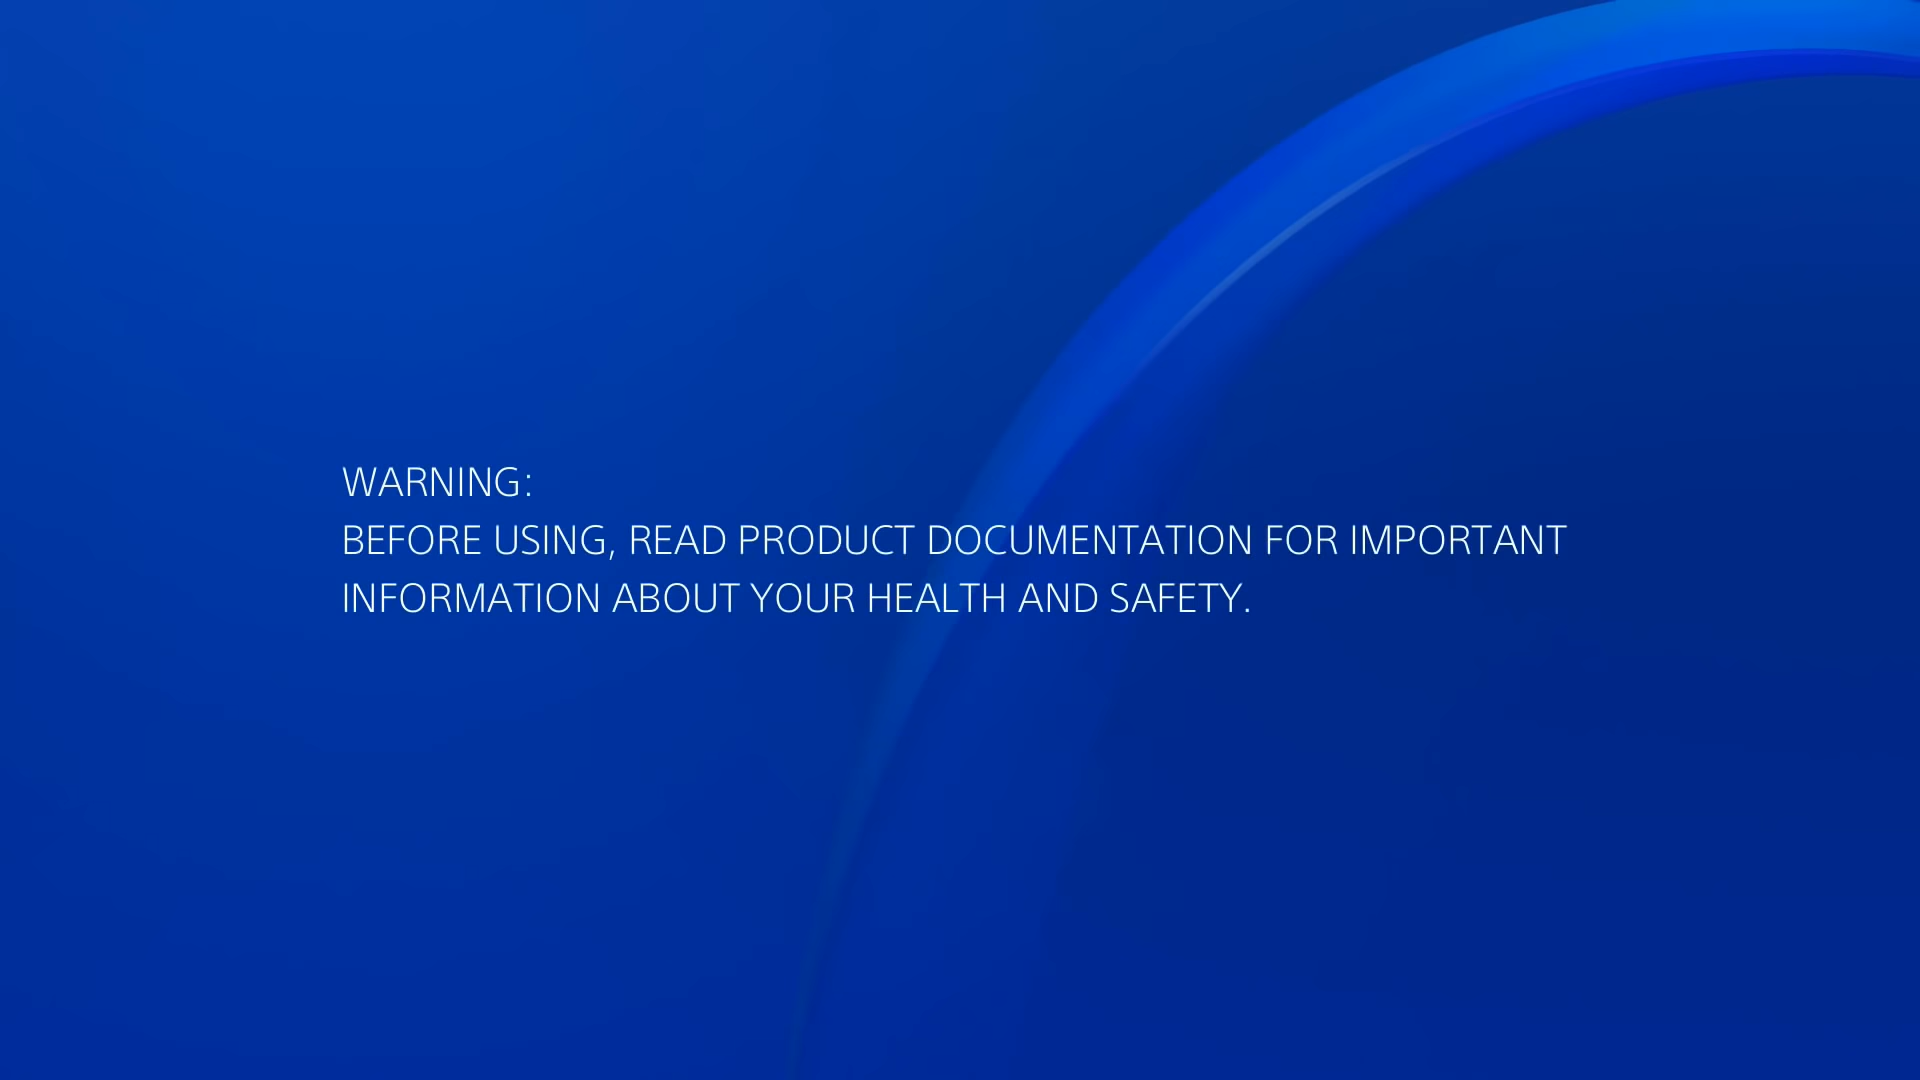 WARNING:
BEFORE USING, READ PRODUCT DOCUMENTATION FOR IMPORTANT
INFORMATION ABOUT YOUR HEALTH AND SAFETY.